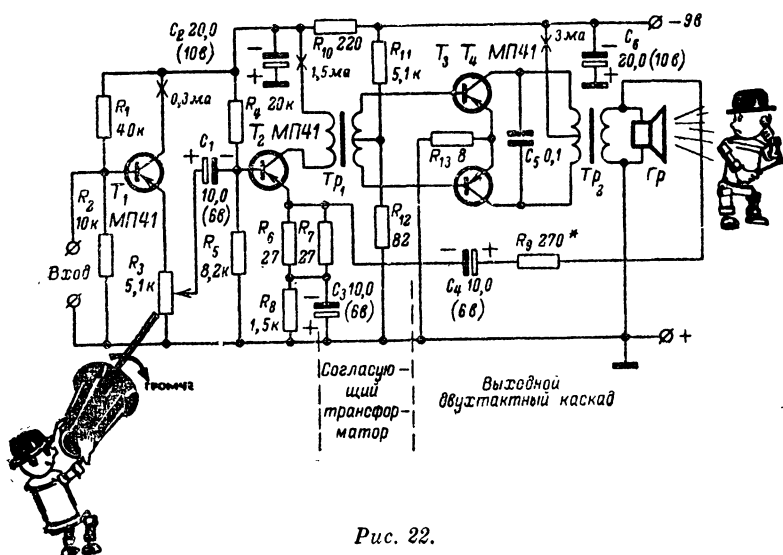 C₂ 20,0
(10в)
R₁₀ 220
R₁₁
5,1к
3ма
-9в
C₆
20,0 (10в)
1,5ма
T₃ T₄ МП41
0,3ма
R₁
40к
20к
R₄
T₂ МП41
C₁
10,0
(6в)
Тр₁
R₁₃ 8
C₅ 0,1
Тр₂
Гр
T₁
МП41
R₂
10к
Вход
R₃
5,1к
R₅
8,2к
R₆
27
R₇
27
R₈
1,5к
C₃ 10,0
(6в)
R₁₂
82
C₄ 10,0
(6в)
R₉ 270 *
+
ГРОМЧЕ
Согласую-
щий
трансфор-
матор
Выходной
двухтактный каскад
Рис. 22.